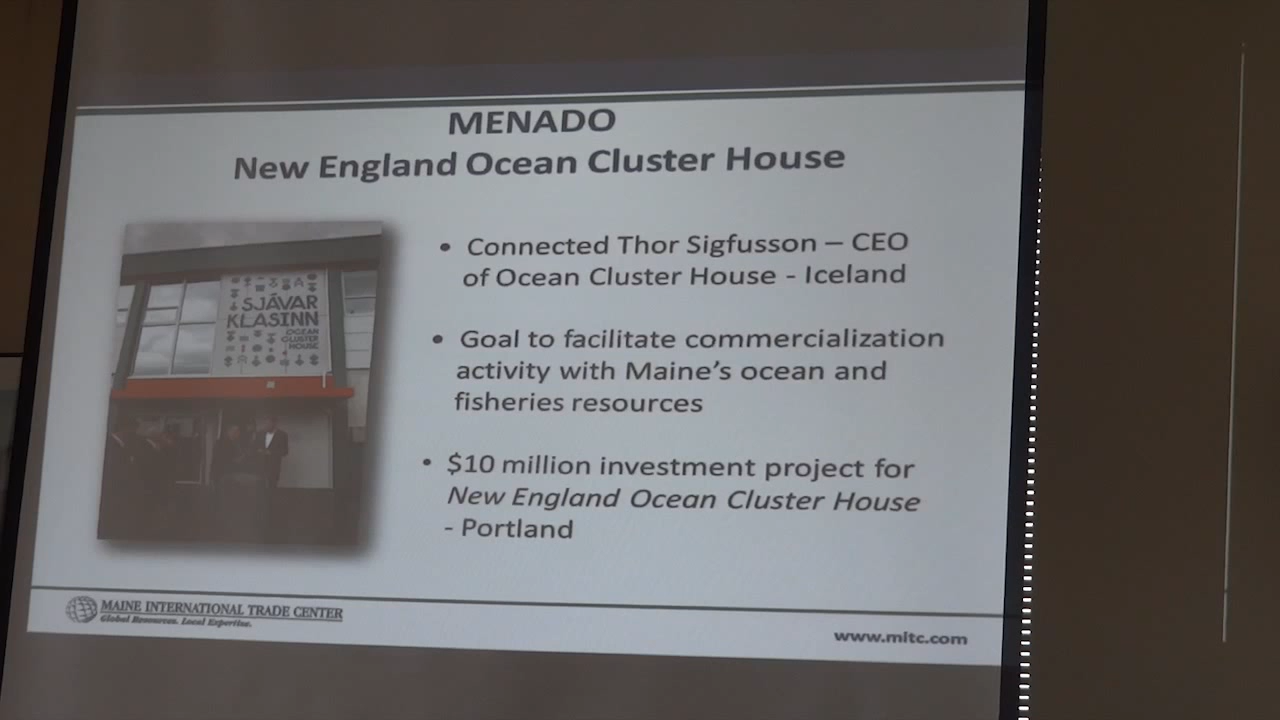 MENADO
New England Ocean Cluster House
• Connected Thor Sigfusson – CEO
of Ocean Cluster House - Iceland
• Goal to facilitate commercialization
activity with Maine's ocean and
fisheries resources
• $10 million investment project for
New England Ocean Cluster House
- Portland
SJÁVAR
KLASINN
OCEAN
CLUSTER
HOUSE
MAINE INTERNATIONAL TRADE CENTER
Global Resources. Local Expertise.
www.mitc.com